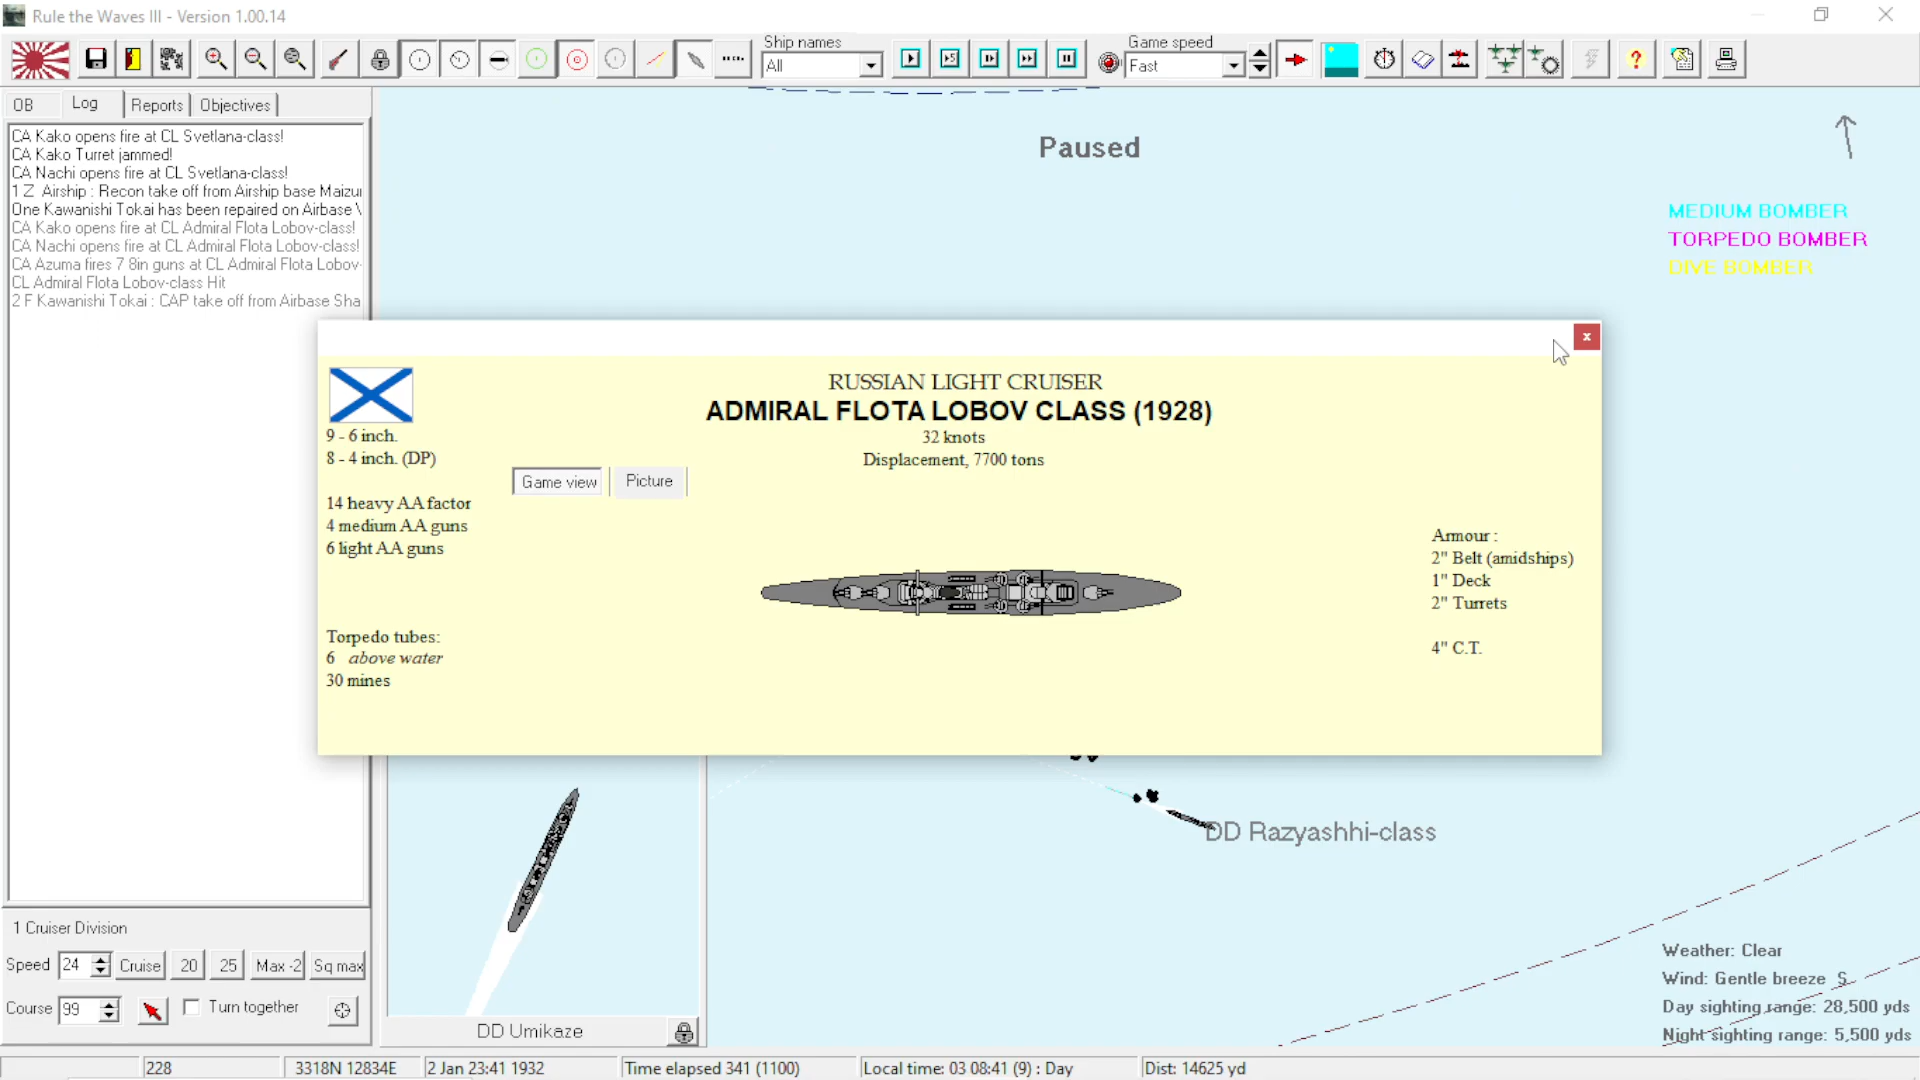 Rule the Waves III - Version 1.00.14
Ship names
All
Game speed
Fast
OB
Log
Reports
Objectives
CA Kako opens fire at CL Svetlana-class!
CA Kako Turret jammed!
CA Nachi opens fire at CL Svetlana-class!
1 Z Airship : Recon take off from Airship base Maizu
One Kawanishi Tokai has been repaired on Airbase
CA Kako opens fire at CL Admiral Flota Lobov-class!
CA Nachi opens fire at CL Admiral Flota Lobov-class!
CA Azuma fires 7 8in guns at CL Admiral Flota Lobov-
CL Admiral Flota Lobov-class Hit
2 F Kawanishi Tokai : CAP take off from Airbase Sha
Paused
MEDIUM BOMBER
TORPEDO BOMBER
DIVE BOMBER
RUSSIAN LIGHT CRUISER
ADMIRAL FLOTA LOBOV CLASS (1928)
32 knots
Displacement, 7700 tons
9 - 6 inch.
8 - 4 inch. (DP)
14 heavy AA factor
4 medium AA guns
6 light AA guns
Torpedo tubes:
6 above water
30 mines
Game view
Picture
Armour :
2" Belt (amidships)
1" Deck
2" Turrets
4" C.T.
DD Razyashhi-class
1 Cruiser Division
Speed 24 Cruise 20 25 Max -2 Sq max
Course 99 Turn together
DD Umikaze
Weather: Clear
Wind: Gentle breeze S
Day sighting range: 28,500 yds
Night sighting range: 5,500 yds
228
3318N 12834E
2 Jan 23:41 1932
Time elapsed 341 (1100)
Local time: 03 08:41 (9) : Day
Dist: 14625 yd